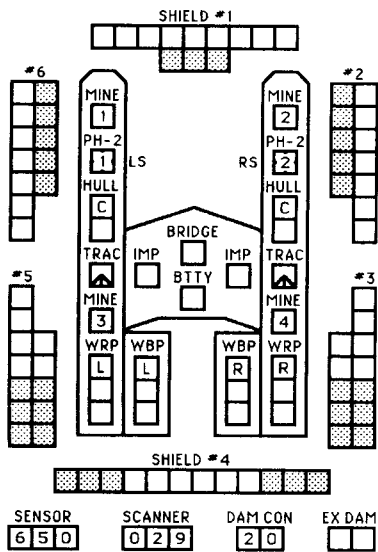 SHIELD #1
#6
#2
MINE MINE
1 2
PH-2 PH-2
1 LS RS 2
HULL HULL
C C
BRIDGE
TRAC IMP IMP TRAC
BTTY
#5 #3
MINE MINE
3 4
WRP WBP WBP WRP
L L R R
SHIELD #4
SENSOR SCANNER DAM CON EX DAM
6 5 0 0 2 9 2 0